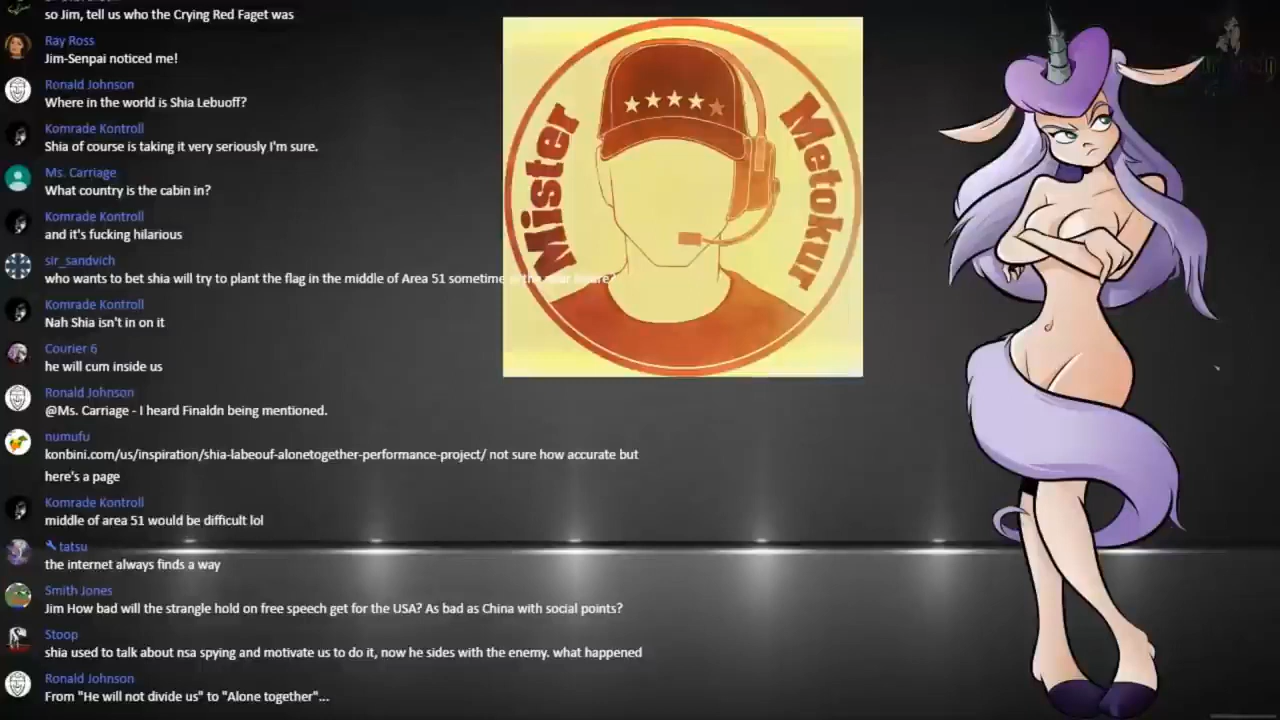 so Jim, tell us who the Crying Red Faget was
Ray Ross
Jim-Senpai noticed me!
Ronald Johnson
Where in the world is Shia Lebuoff?
Komrade Kontroll
Shia of course is taking it very seriously I'm sure.
Ms. Carriage
What country is the cabin in?
Komrade Kontroll
and it's fucking hilarious
sir_sandvich
who wants to bet shia will try to plant the flag in the middle of Area 51 sometime
Komrade Kontroll
Nah Shia isn't in on it
Courier 6
he will cum inside us
Ronald Johnson
@Ms. Carriage - I heard Finaldn being mentioned.
numufu
konbini.com/us/inspiration/shia-labeouf-alonetogether-performance-project/ not sure how accurate but
here's a page
Komrade Kontroll
middle of area 51 would be difficult lol
tatsu
the internet always finds a way
Smith Jones
Jim How bad will the strangle hold on free speech get for the USA? As bad as China with social points?
Stoop
shia used to talk about nsa spying and motivate us to do it, now he sides with the enemy. what happened
Ronald Johnson
From "He will not divide us" to "Alone together"...
Mister
Metokur